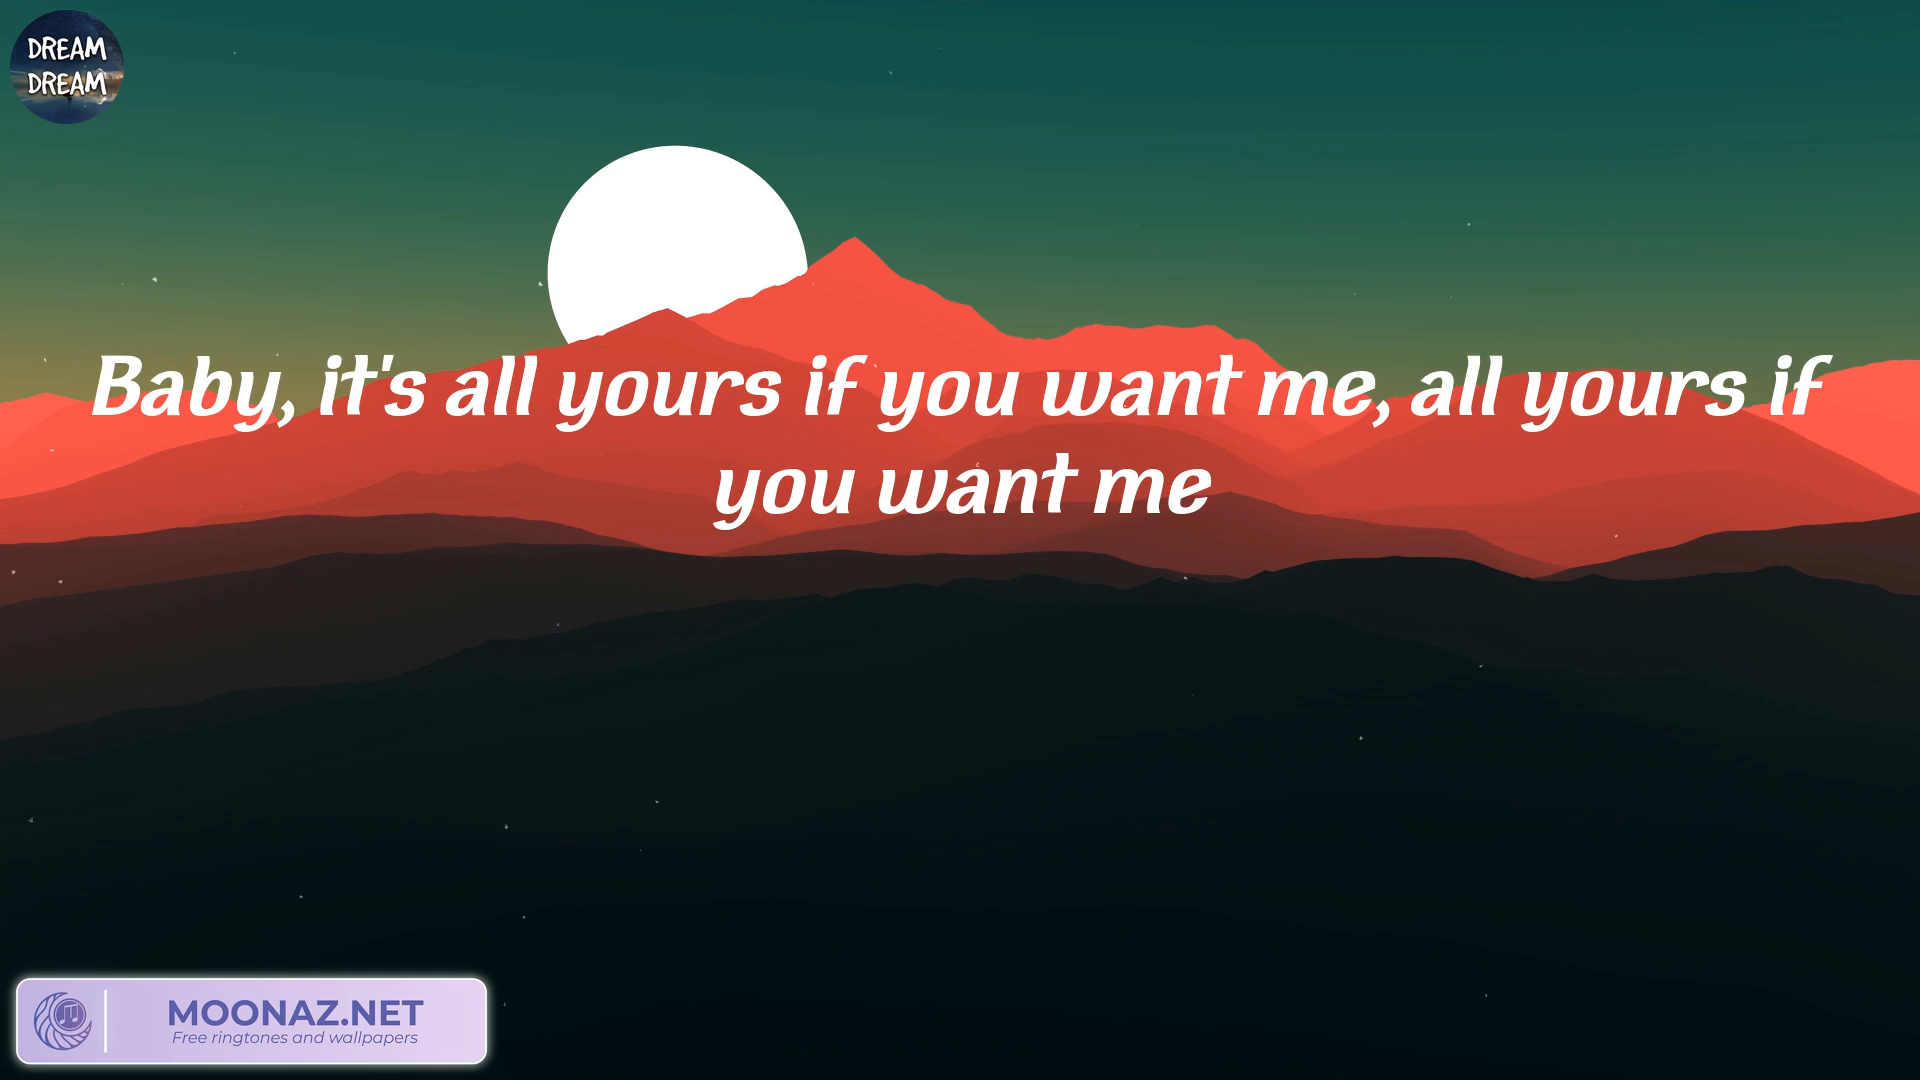 DREAM
DREAM
Baby, it's all yours if you want me, all yours if
you want me
MOONAZ.NET
Free ringtones and wallpapers